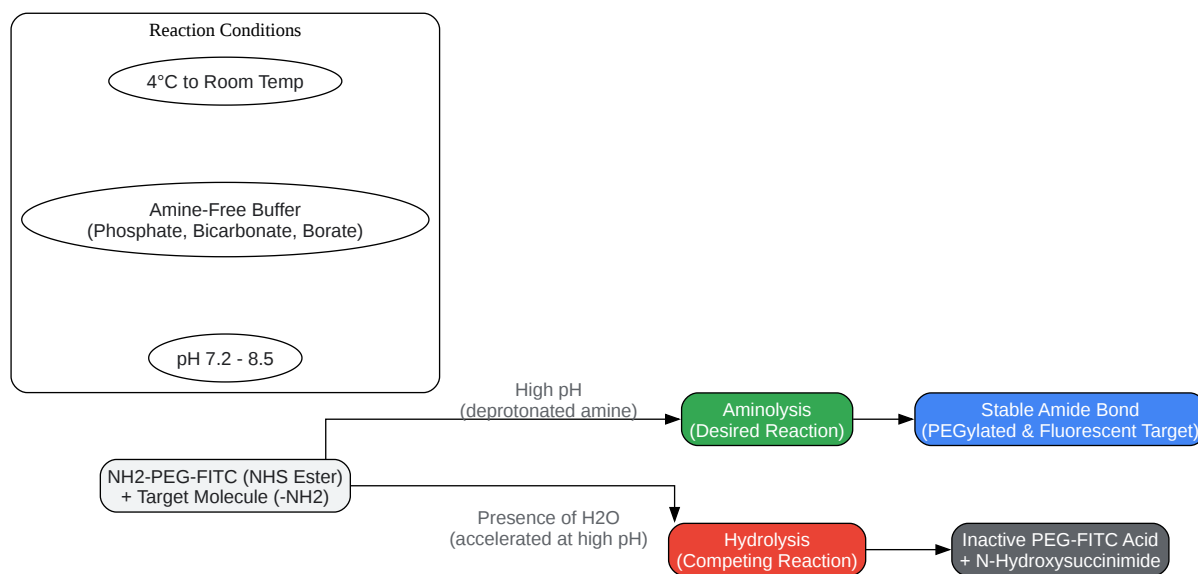 Reaction Conditions
4°C to Room Temp
Amine-Free Buffer
(Phosphate, Bicarbonate, Borate)
pH 7.2 - 8.5
High pH
(deprotonated amine)
Aminolysis
(Desired Reaction)
Stable Amide Bond
(PEGylated & Fluorescent Target)
NH2-PEG-FITC (NHS Ester)
+ Target Molecule (-NH2)
Presence of H2O
(accelerated at high pH)
Hydrolysis
(Competing Reaction)
Inactive PEG-FITC Acid
+ N-Hydroxysuccinimide